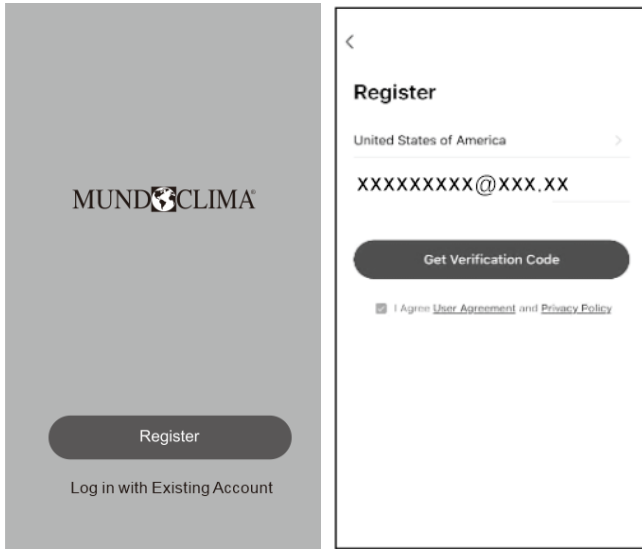 MUNDCLIMA®
Register
Log in with Existing Account
Register
United States of America
XXXXXXXXX@XXX.XX
Get Verification Code
I Agree User Agreement and Privacy Policy